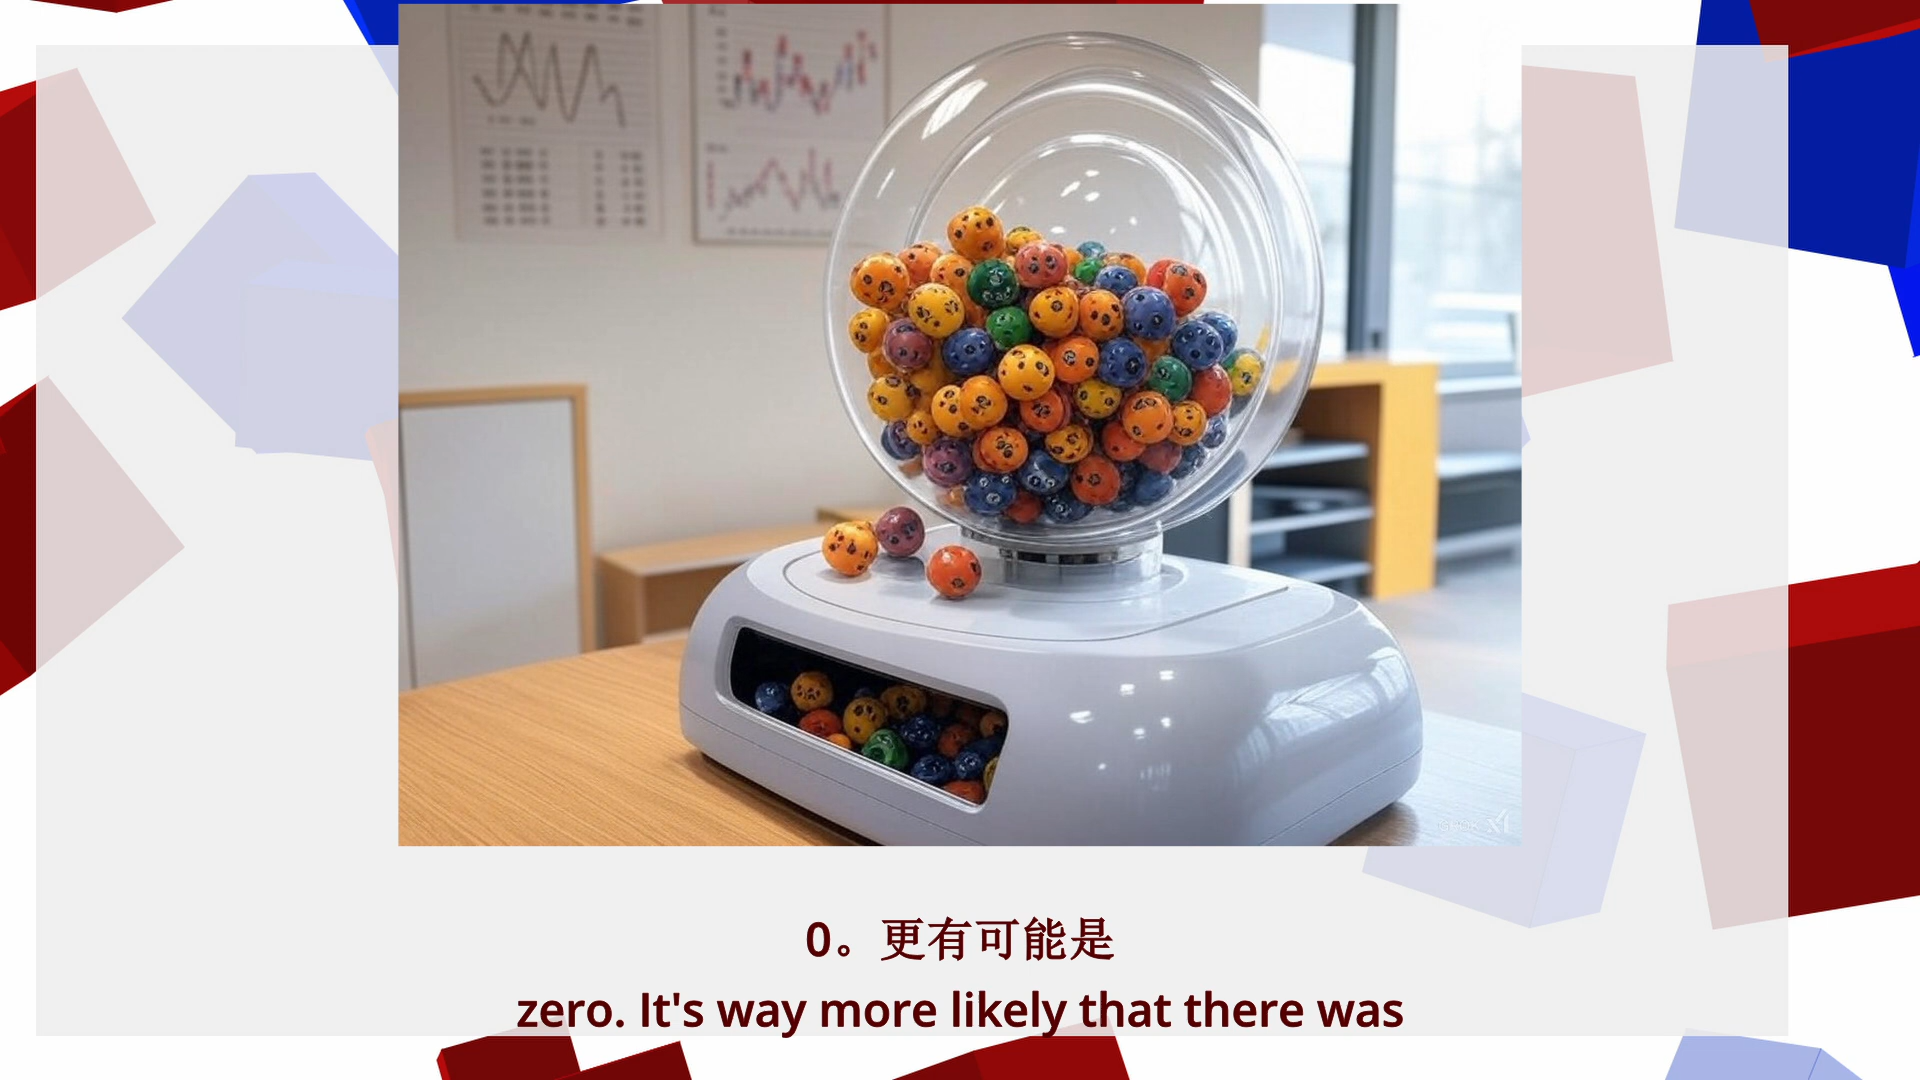 0。更有可能是
zero. It's way more likely that there was